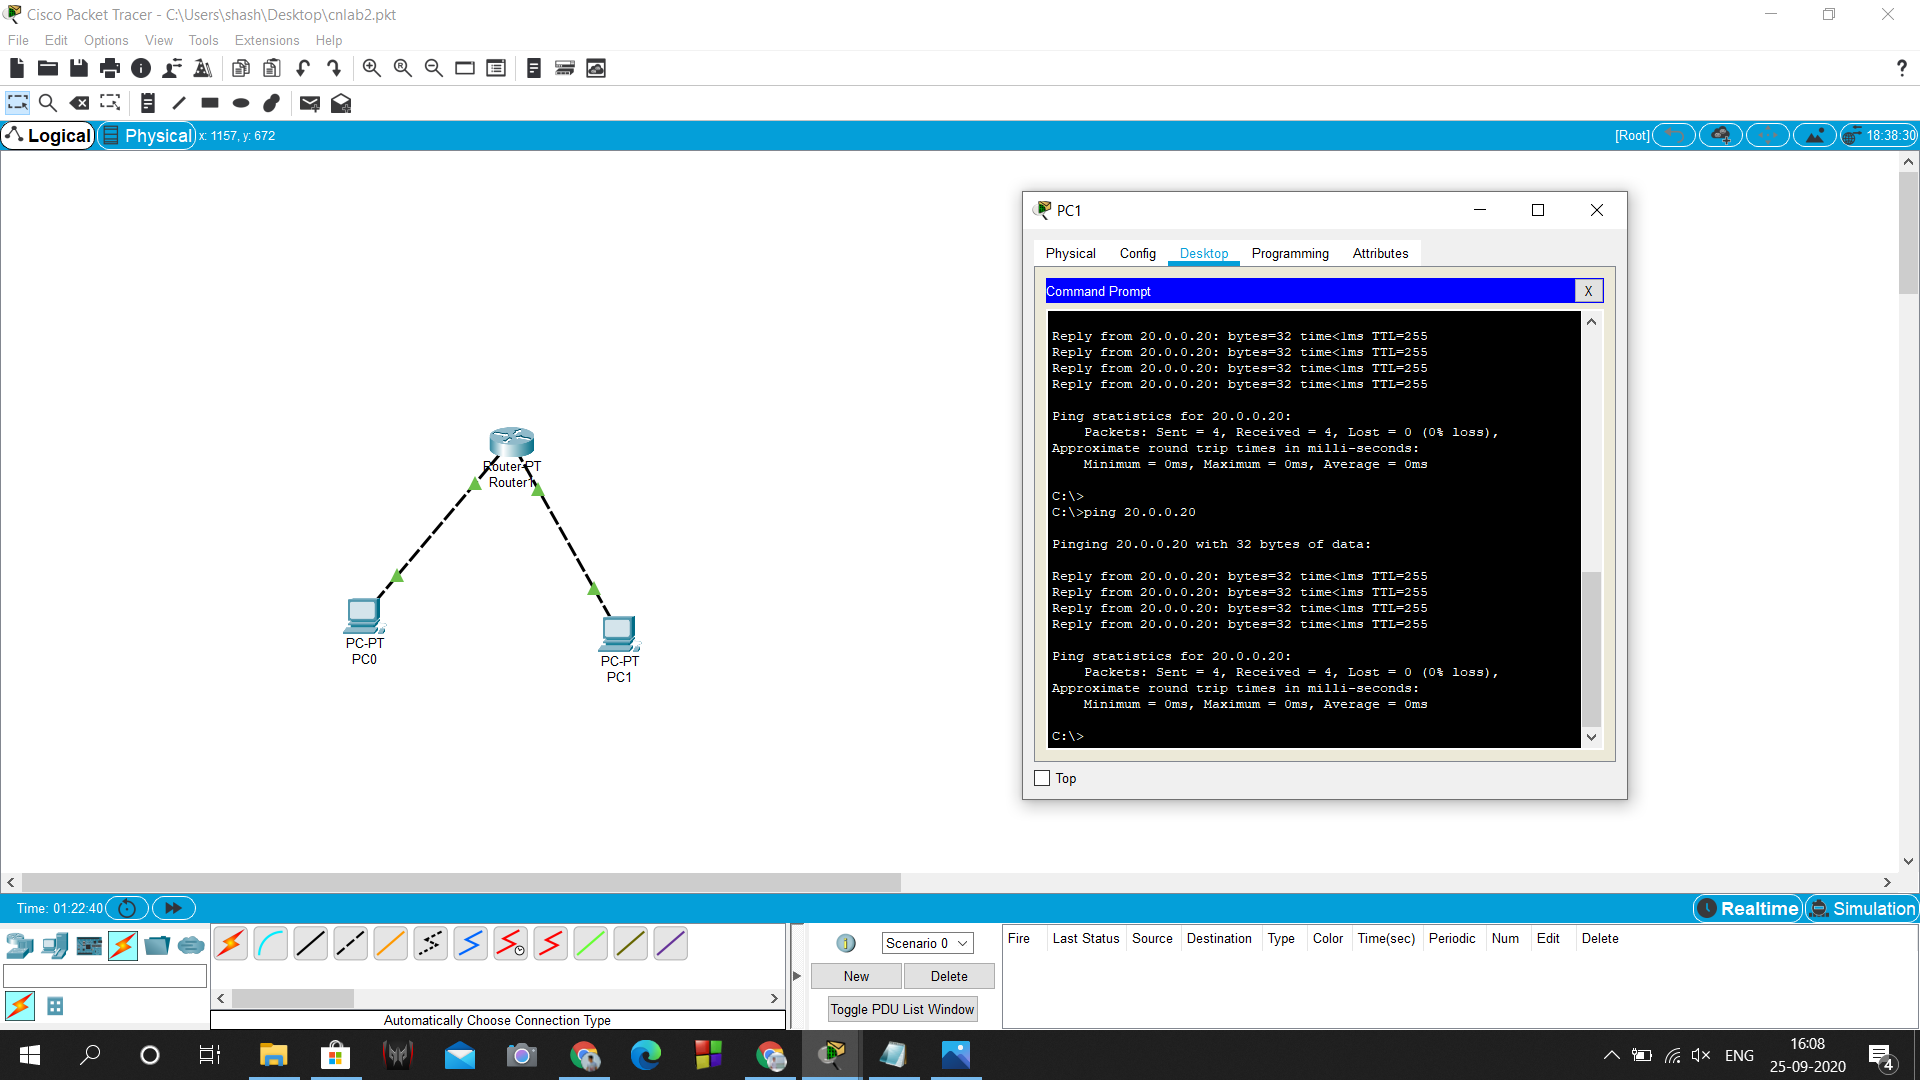 Cisco Packet Tracer - C:\Users\shash\Desktop\cnlab2.pkt
File Edit Options View Tools Extensions Help
?
Logical Physical x: 1157, y: 672 [Root] 18:38:30
PC1
Physical Config Desktop Programming Attributes
Command Prompt X
Reply from 20.0.0.20: bytes=32 time<1ms TTL=255
Reply from 20.0.0.20: bytes=32 time<1ms TTL=255
Reply from 20.0.0.20: bytes=32 time<1ms TTL=255
Reply from 20.0.0.20: bytes=32 time<1ms TTL=255
Ping statistics for 20.0.0.20:
Packets: Sent = 4, Received = 4, Lost = 0 (0% loss),
Approximate round trip times in milli-seconds:
Minimum = 0ms, Maximum = 0ms, Average = 0ms
C:\>
C:\>ping 20.0.0.20
Pinging 20.0.0.20 with 32 bytes of data:
Reply from 20.0.0.20: bytes=32 time<1ms TTL=255
Reply from 20.0.0.20: bytes=32 time<1ms TTL=255
Reply from 20.0.0.20: bytes=32 time<1ms TTL=255
Reply from 20.0.0.20: bytes=32 time<1ms TTL=255
Ping statistics for 20.0.0.20:
Packets: Sent = 4, Received = 4, Lost = 0 (0% loss),
Approximate round trip times in milli-seconds:
Minimum = 0ms, Maximum = 0ms, Average = 0ms
C:\>
Top
Router-PT
Router1
PC-PT
PC0
PC-PT
PC1
Time: 01:22:40 Realtime Simulation
1 Scenario 0
New Delete
Toggle PDU List Window
Fire Last Status Source Destination Type Color Time(sec) Periodic Num Edit Delete
Automatically Choose Connection Type
ENG
16:08
25-09-2020
4